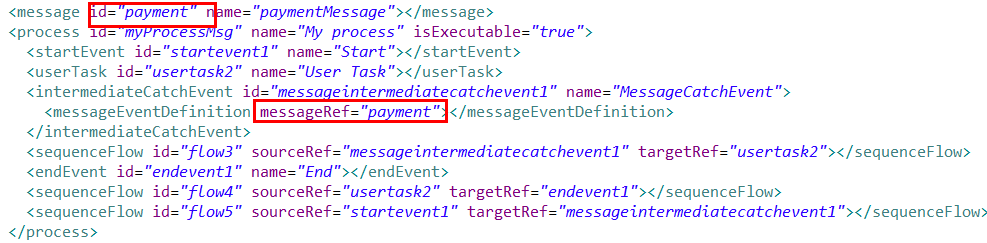 <message id="payment" name="paymentMessage"></message>
<process id="myProcessMsg" name="My process" isExecutable="true">
<startEvent id="startevent1" name="Start"></startEvent>
<userTask id="usertask2" name="User Task"></userTask>
<intermediateCatchEvent id="messageintermediatecatchevent1" name="MessageCatchEvent">
<messageEventDefinition messageRef="payment"></messageEventDefinition>
</intermediateCatchEvent>
<sequenceFlow id="flow3" sourceRef="messageintermediatecatchevent1" targetRef="usertask2"></sequenceFlow>
<endEvent id="endevent1" name="End"></endEvent>
<sequenceFlow id="flow4" sourceRef="usertask2" targetRef="endevent1"></sequenceFlow>
<sequenceFlow id="flow5" sourceRef="startevent1" targetRef="messageintermediatecatchevent1"></sequenceFlow>
</process>